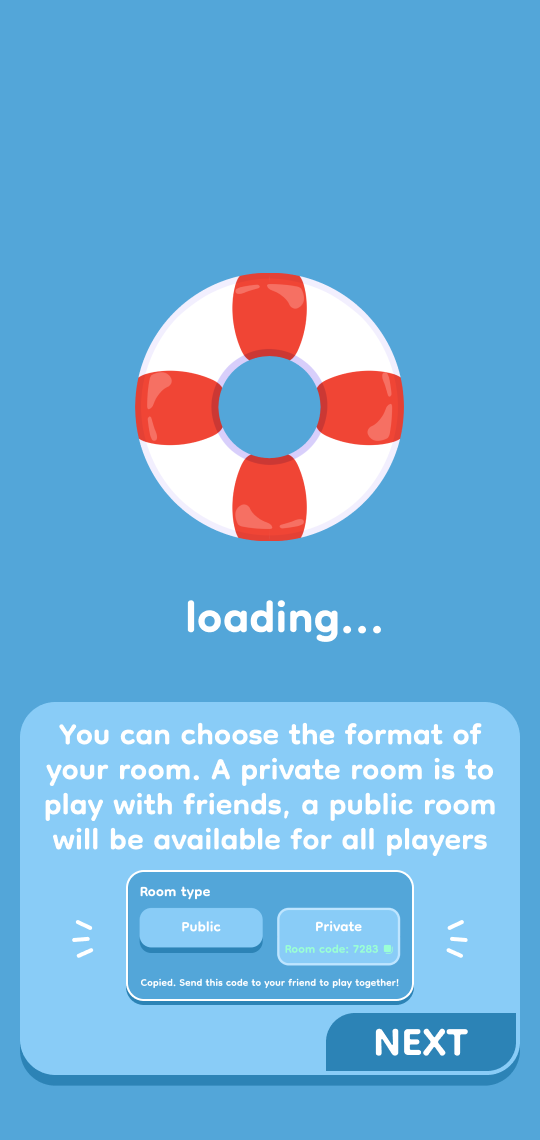 loading...
You can choose the format of
your room. A private room is to
play with friends, a public room
will be available for all players
Room type
Public
Private
Room code: 7283
Copied. Send this code to your friend to play together!
NEXT